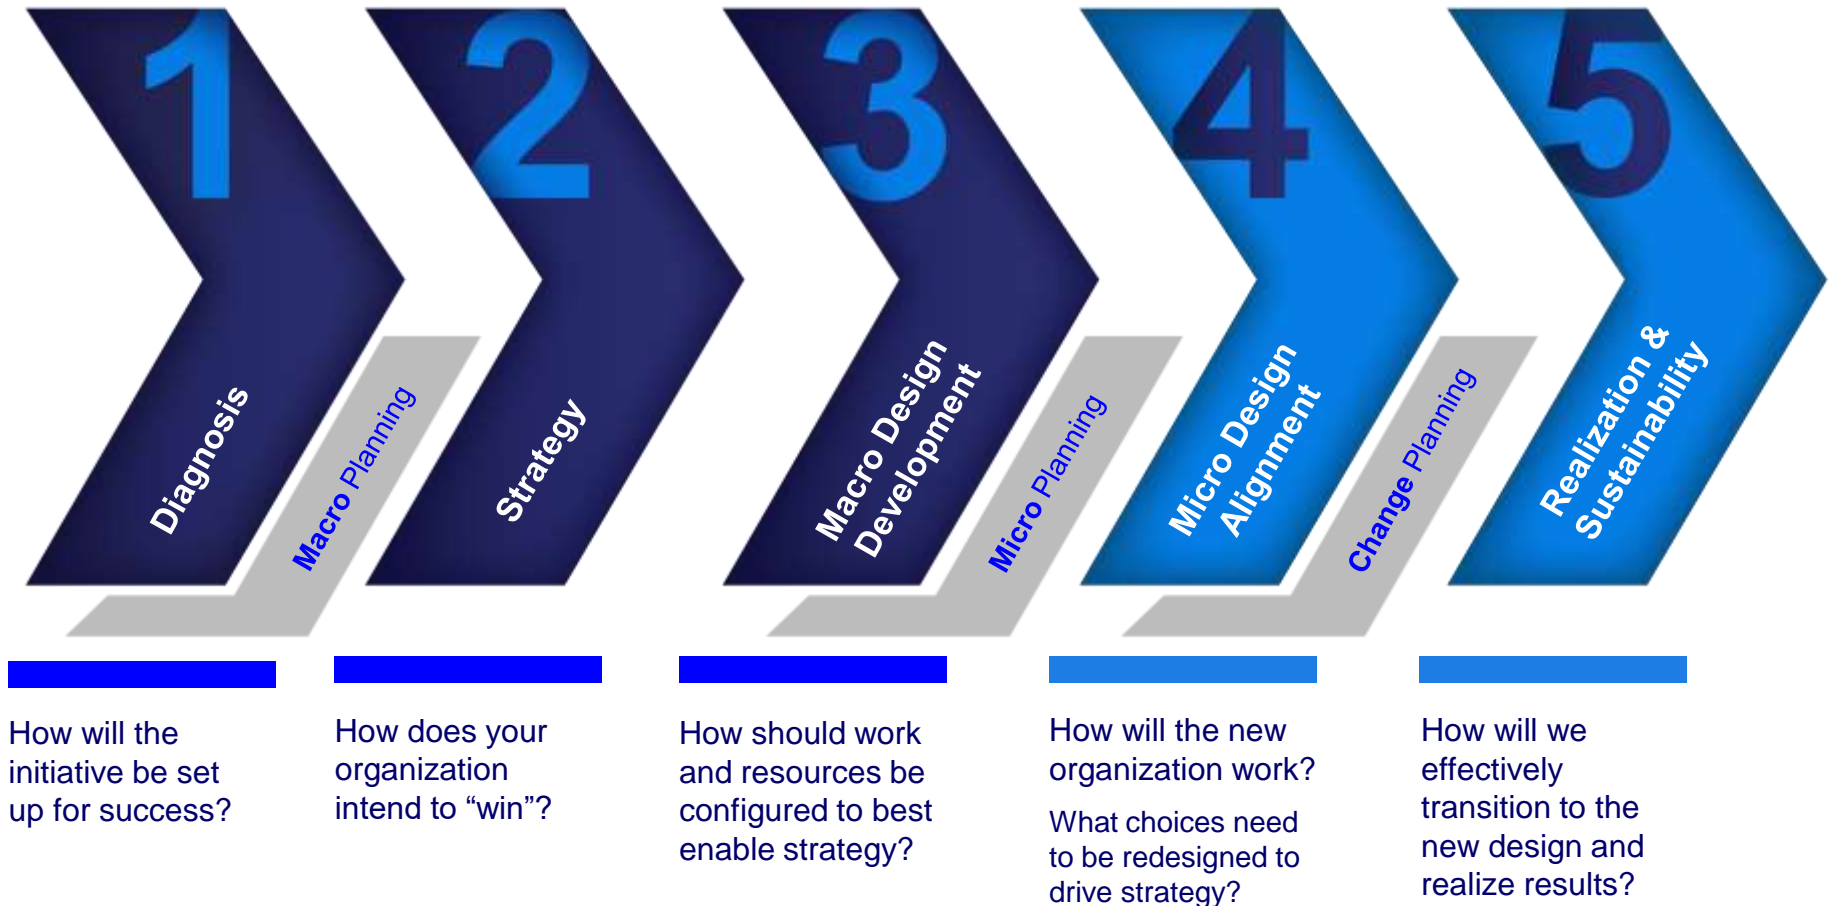 1
2
3
4
5
Diagnosis
Macro Planning
Strategy
Macro Design
Development
Micro Planning
Micro Design
Alignment
Change Planning
Realization &
Sustainability
How will the
initiative be set
up for success?
How does your
organization
intend to “win”?
How should work
and resources be
configured to best
enable strategy?
How will the new
organization work?
What choices need
to be redesigned to
drive strategy?
How will we
effectively
transition to the
new design and
realize results?